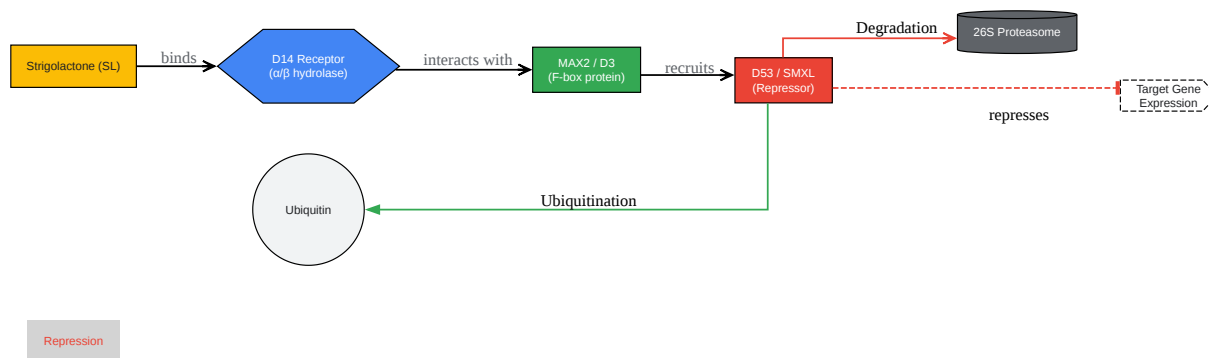 Degradation
26S Proteasome
Strigolactone (SL)
binds
D14 Receptor
(α/β hydrolase)
interacts with
MAX2 / D3
(F-box protein)
recruits
D53 / SMXL
(Repressor)
represses
Target Gene
Expression
Ubiquitin
Ubiquitination
Repression